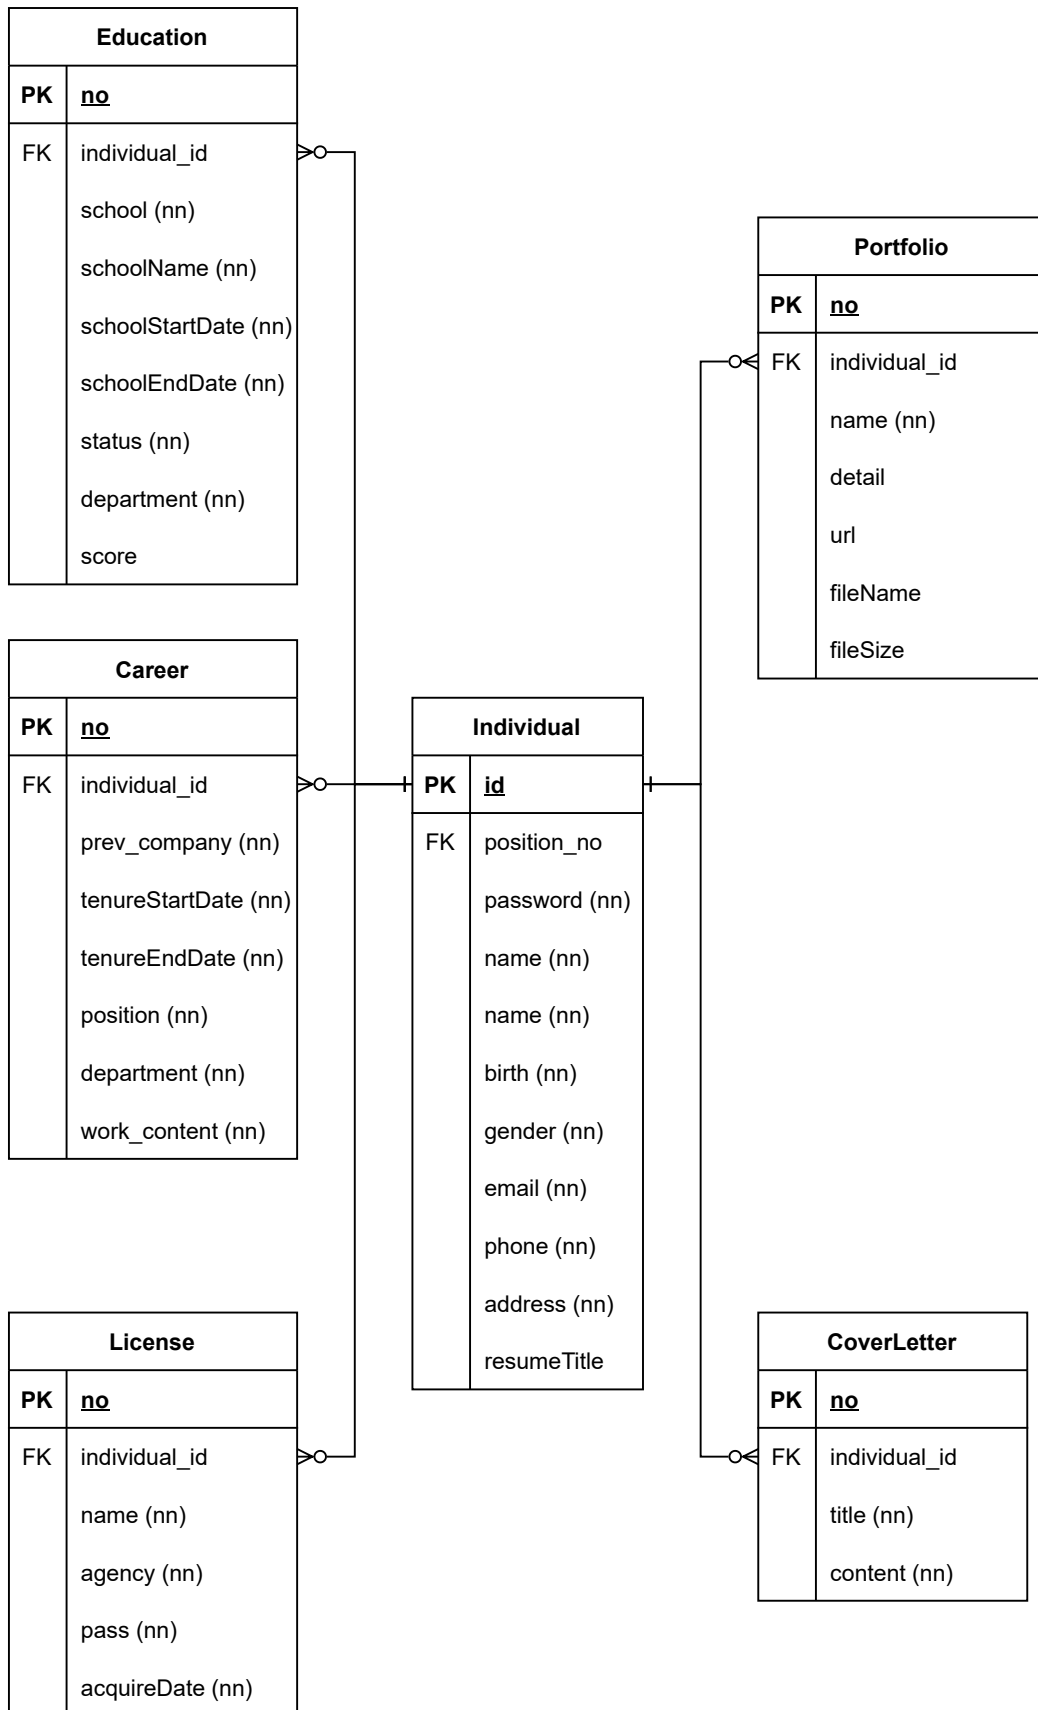 Education
PK no
FK individual_id
school (nn)
schoolName (nn)
schoolStartDate (nn)
schoolEndDate (nn)
status (nn)
department (nn)
score
Career
PK no
FK individual_id
prev_company (nn)
tenureStartDate (nn)
tenureEndDate (nn)
position (nn)
department (nn)
work_content (nn)
License
PK no
FK individual_id
name (nn)
agency (nn)
pass (nn)
acquireDate (nn)
Individual
PK id
FK position_no
password (nn)
name (nn)
name (nn)
birth (nn)
gender (nn)
email (nn)
phone (nn)
address (nn)
resumeTitle
Portfolio
PK no
FK individual_id
name (nn)
detail
url
fileName
fileSize
CoverLetter
PK no
FK individual_id
title (nn)
content (nn)